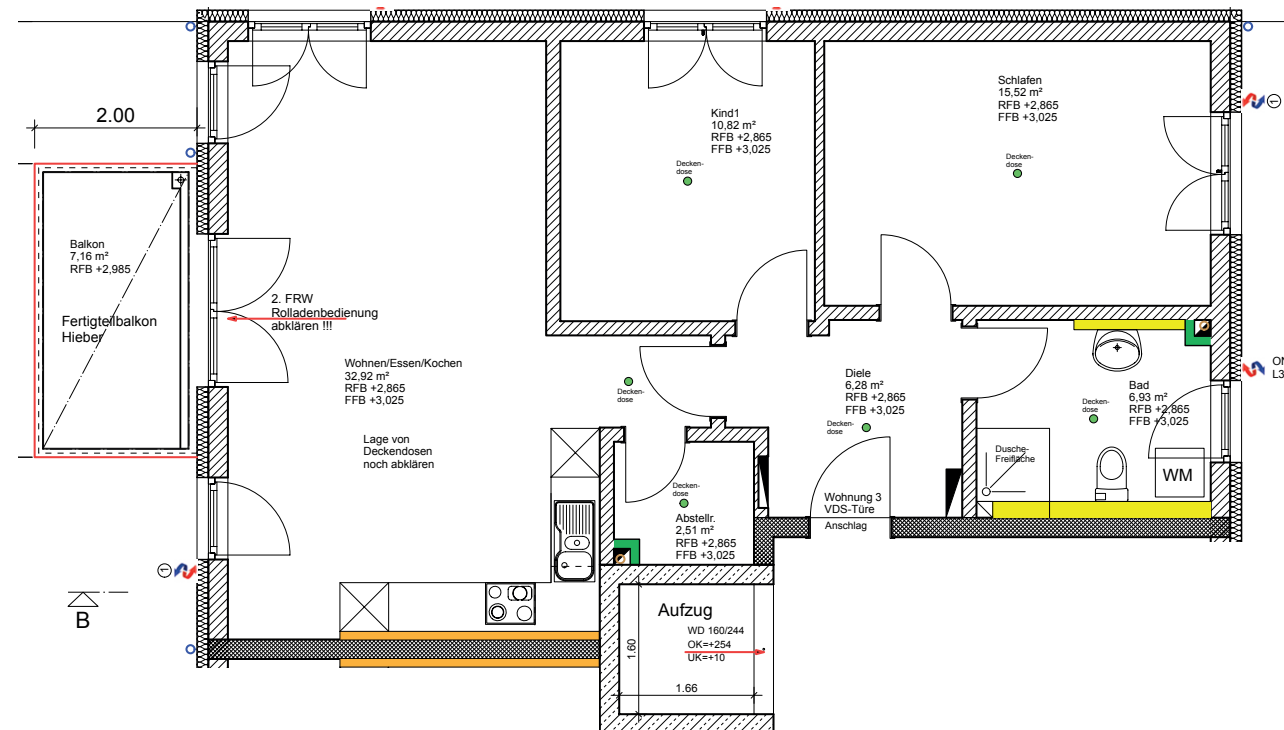 2.00
Balkon
7,16 m²
RFB +2,985
Fertigteilbalkon
Hieber
B
1
2. FRW
Rolladenbedienung
abklären !!!
Wohnen/Essen/Kochen
32,92 m²
RFB +2,865
FFB +3,025
Lage von
Deckendosen
noch abklären
Decken-
dose
Kind1
10,82 m²
RFB +2,865
FFB +3,025
Decken-
dose
Schlafen
15,52 m²
RFB +2,865
FFB +3,025
Decken-
dose
1
Diele
6,28 m²
RFB +2,865
FFB +3,025
Decken-
dose
Wohnung 3
VDS-Türe
Anschlag
Bad
6,93 m²
RFB +2,865
FFB +3,025
Decken-
dose
Dusche-
Freifläche
WM
L3
Decken-
dose
Abstellr.
2,51 m²
RFB +2,865
FFB +3,025
Aufzug
WD 160/244
OK=+254
UK=+10
1.60
1.66